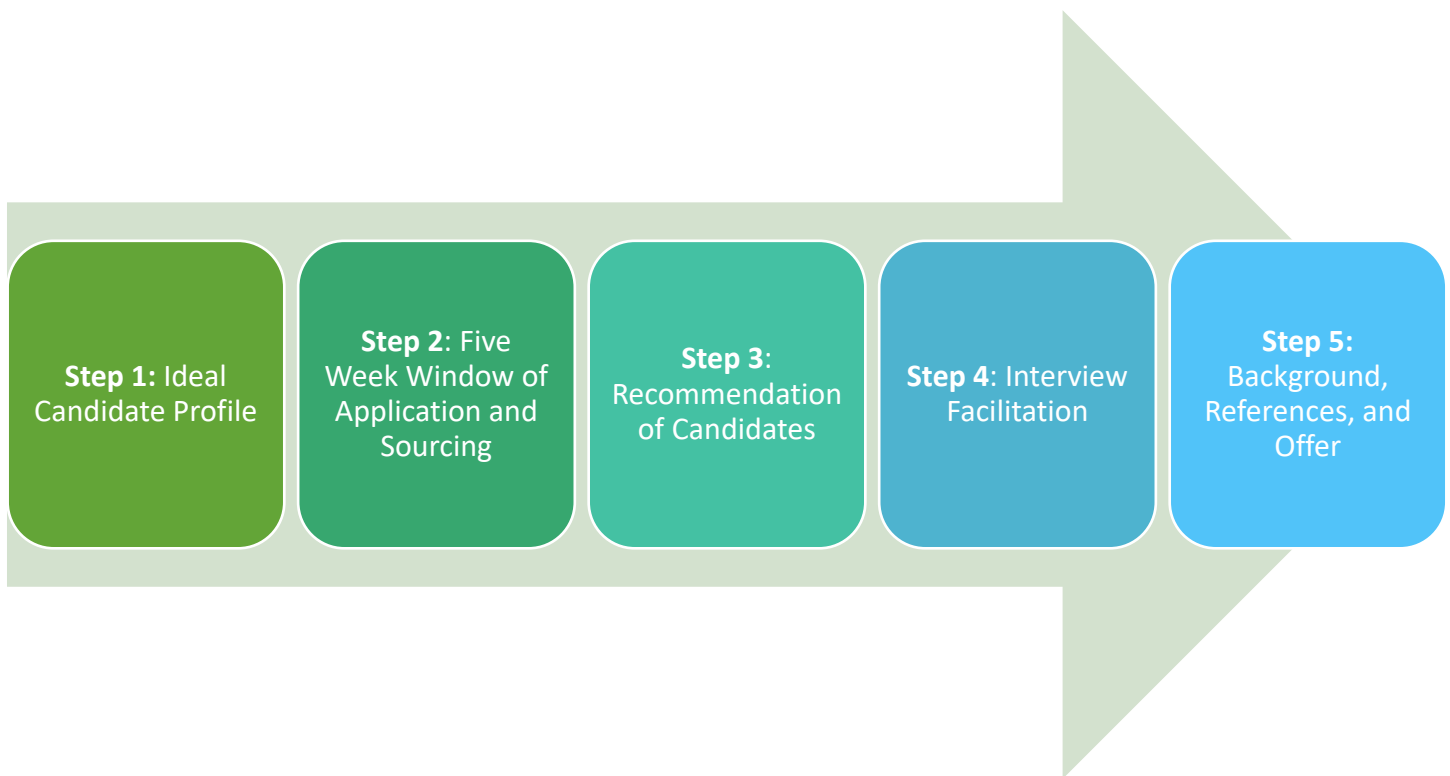 Step 1: Ideal
Candidate Profile
Step 2: Five
Week Window of
Application and
Sourcing
Step 3:
Recommendation
of Candidates
Step 4: Interview
Facilitation
Step 5:
Background,
References, and
Offer